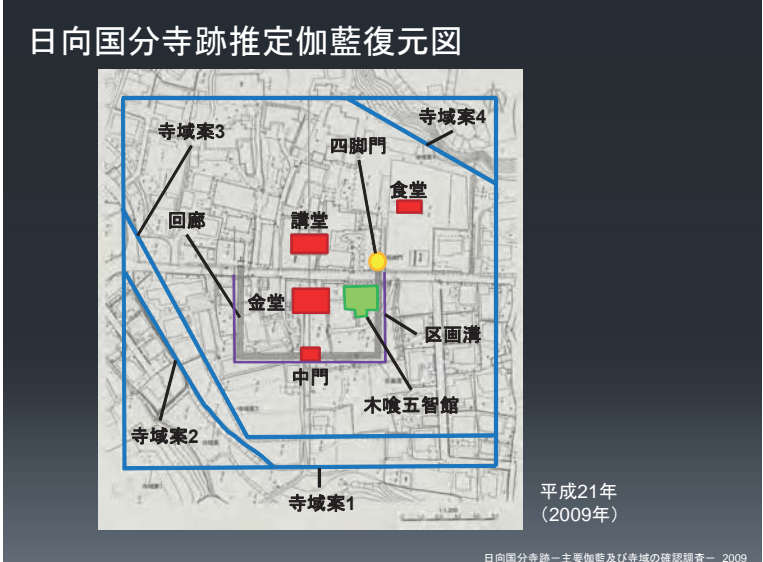 日向国分寺跡推定伽藍復元図
寺域案3
寺域案4
四脚門
食堂
回廊
講堂
金堂
区画溝
中門
木喰五智館
寺域案2
寺域案1
平成21年
（2009年）
日向国分寺跡－主要伽藍及び寺域の確認調査－ 2009